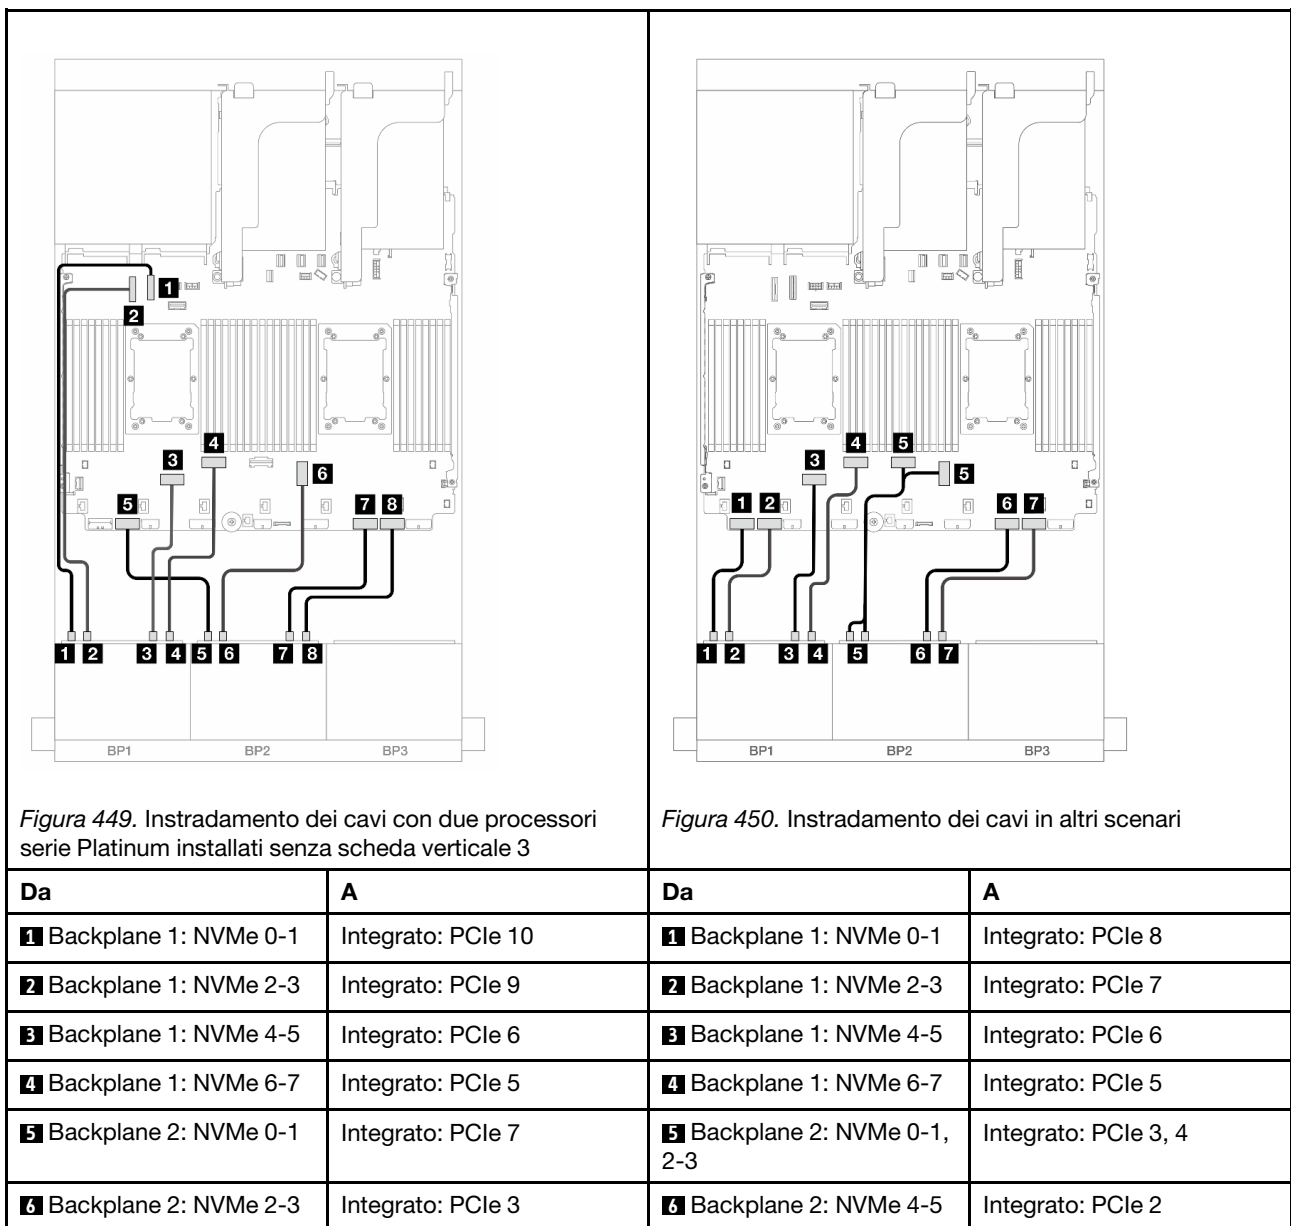 1
2
3
4
5
6
7
8
1 2 3 4 5 6 7 8
BP1 BP2 BP3
Figura 449. Instradamento dei cavi con due processori
serie Platinum installati senza scheda verticale 3
4
5
3
5
1
2
6
7
1 2 3 4 5 6 7
BP1 BP2 BP3
Figura 450. Instradamento dei cavi in altri scenari
Da A Da A
1 Backplane 1: NVMe 0-1 Integrato: PCIe 10 1 Backplane 1: NVMe 0-1 Integrato: PCIe 8
2 Backplane 1: NVMe 2-3 Integrato: PCIe 9 2 Backplane 1: NVMe 2-3 Integrato: PCIe 7
3 Backplane 1: NVMe 4-5 Integrato: PCIe 6 3 Backplane 1: NVMe 4-5 Integrato: PCIe 6
4 Backplane 1: NVMe 6-7 Integrato: PCIe 5 4 Backplane 1: NVMe 6-7 Integrato: PCIe 5
5 Backplane 2: NVMe 0-1 Integrato: PCIe 7 5 Backplane 2: NVMe 0-1, Integrato: PCIe 3, 4
2-3
6 Backplane 2: NVMe 2-3 Integrato: PCIe 3 6 Backplane 2: NVMe 4-5 Integrato: PCIe 2